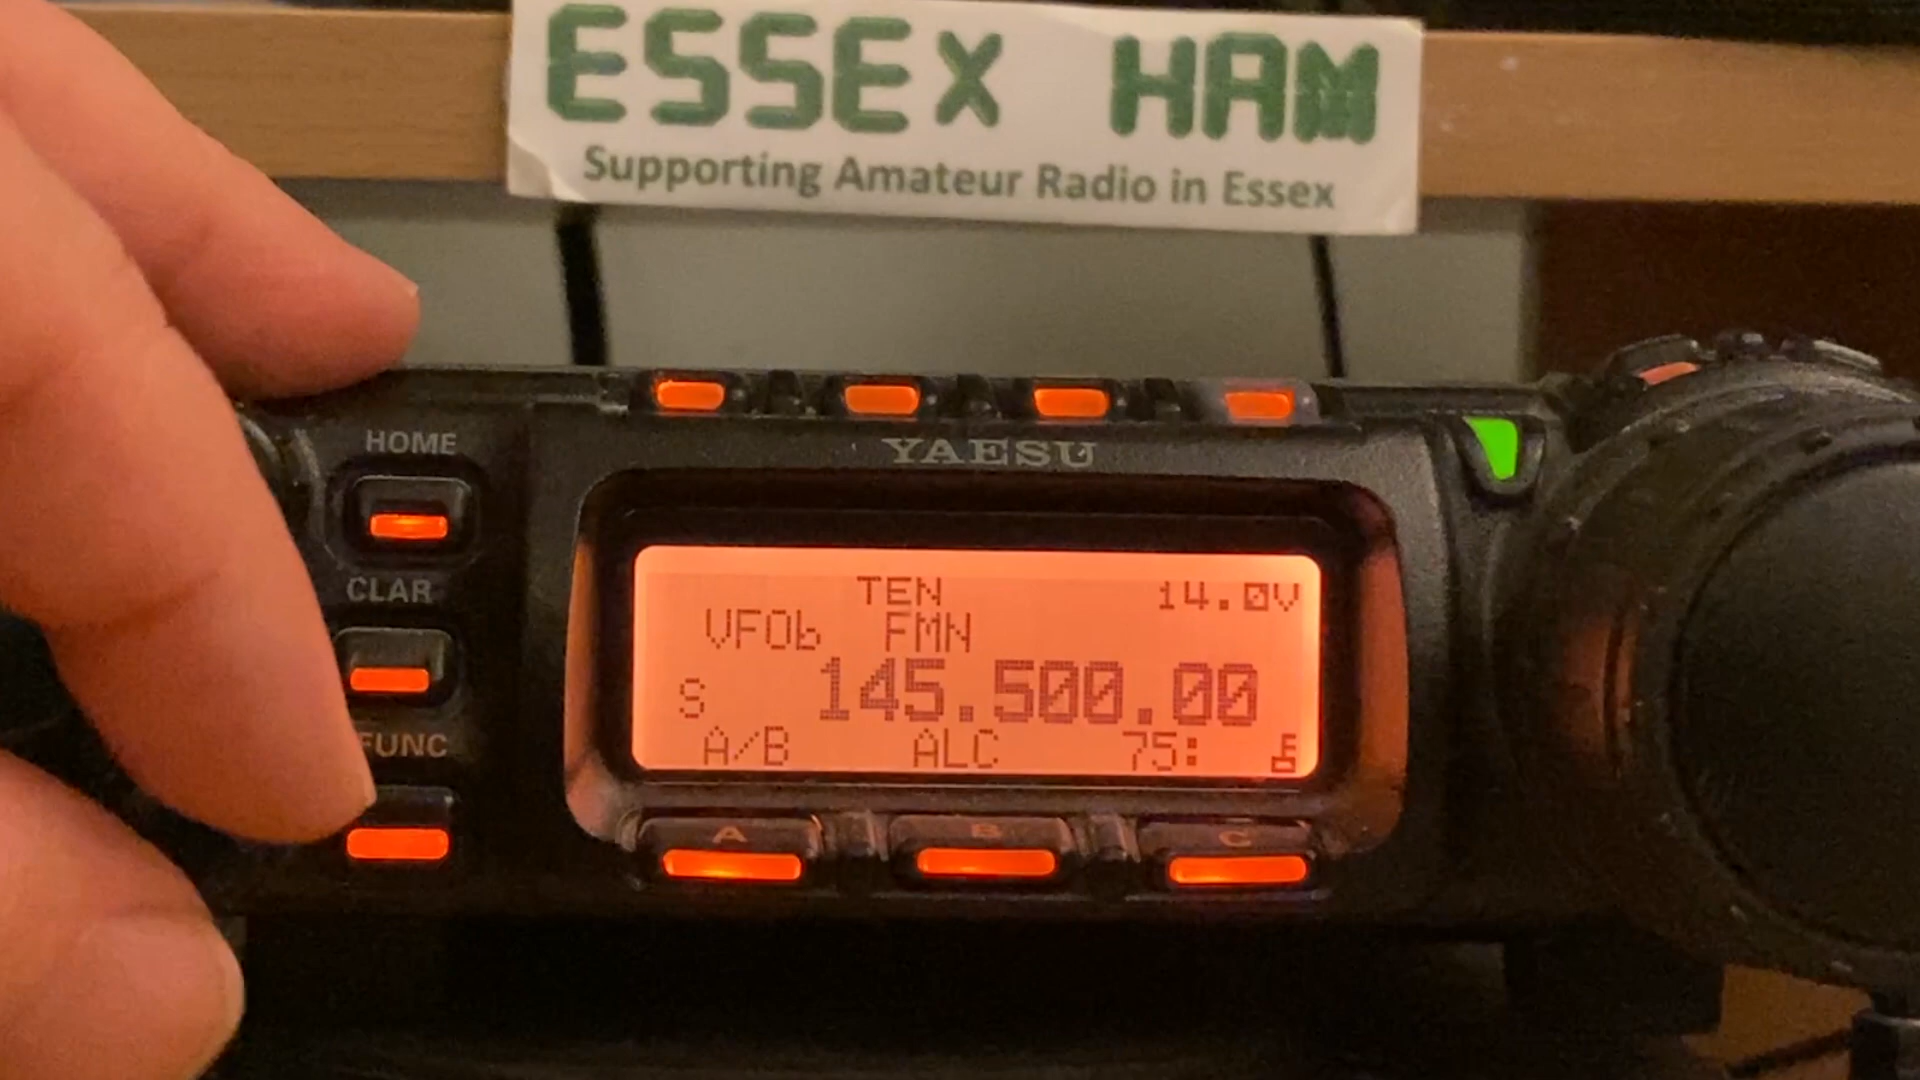 ESSEX HAM
Supporting Amateur Radio in Essex
YAESU
HOME
CLAR
FUNC
TEN 14.0V
VFOb FMN
S 145.500.00
A/B ALC 75:
A B C